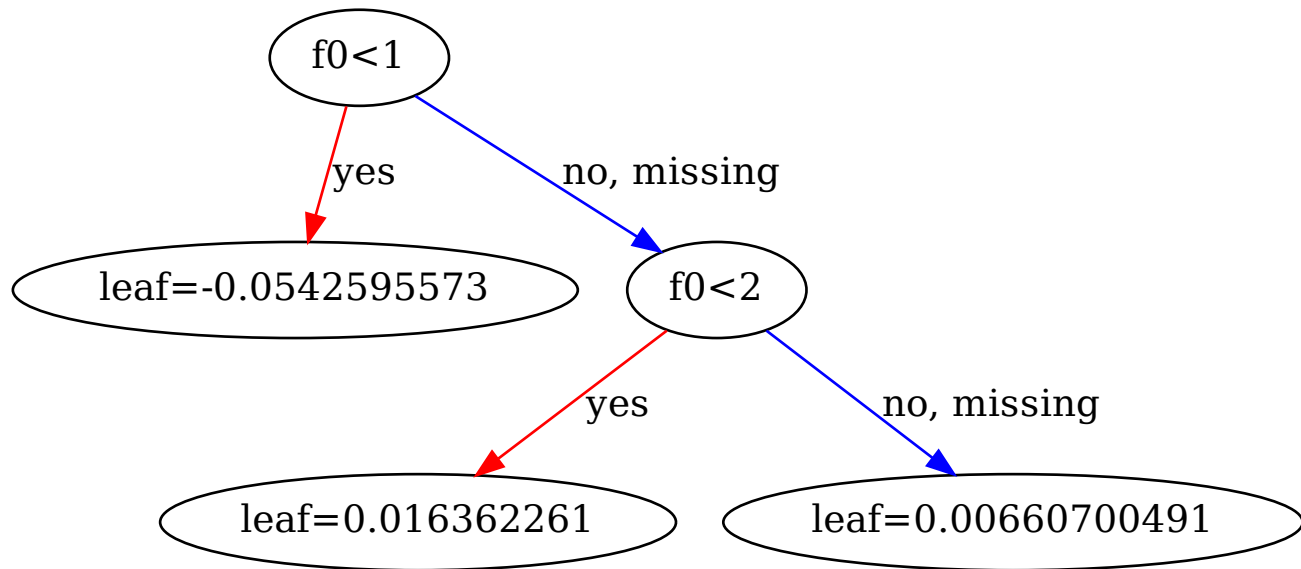 f0<1
yes
no, missing
leaf=-0.0542595573
f0<2
yes
no, missing
leaf=0.016362261
leaf=0.00660700491